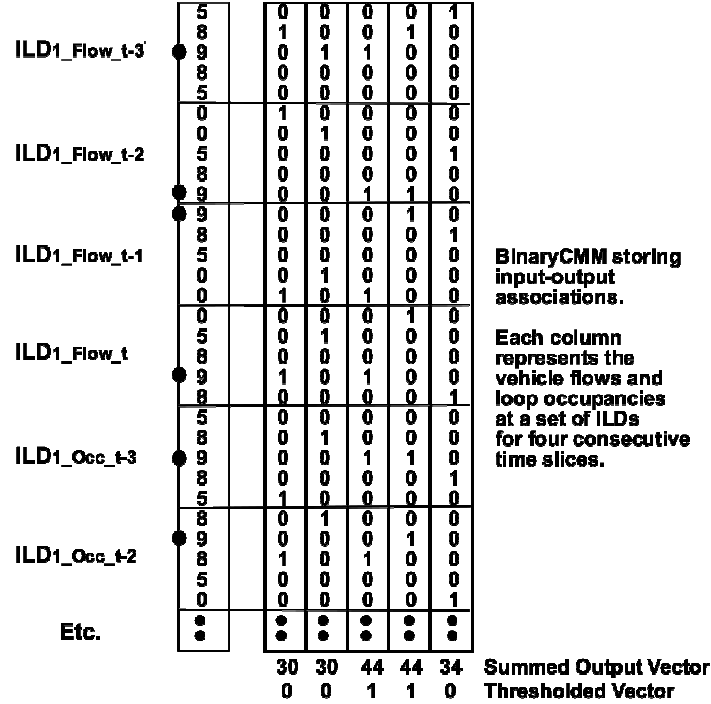 5 0 0 0 0 1
8 1 0 0 1 0
ILD1_Flow_t-3 9 0 1 1 0 0
8 0 0 0 0 0
5 0 0 0 0 0
0 1 0 0 0 0
0 0 1 0 0 0
ILD1_Flow_t-2 5 0 0 0 0 1
8 0 0 0 0 0
9 0 0 1 1 0
9 0 0 0 1 0
8 0 0 0 0 1
ILD1_Flow_t-1 5 0 0 0 0 0
0 0 1 0 0 0
0 1 0 1 0 0
0 0 0 0 1 0
5 0 1 0 0 0
ILD1_Flow_t 8 0 0 0 0 0
9 1 0 1 0 0
8 0 0 0 0 1
5 0 0 0 0 0
8 0 1 0 0 0
ILD1_Occ_t-3 9 0 0 1 1 0
8 0 0 0 0 1
5 1 0 0 0 0
8 0 1 0 0 0
9 0 0 0 1 0
ILD1_Occ_t-2 8 1 0 1 0 0
5 0 0 0 0 0
0 0 0 0 0 1
Etc.
BinaryCMM storing
input-output
associations.
Each column
represents the
vehicle flows and
loop occupancies
at a set of ILDs
for four consecutive
time slices.
30 30 44 44 34 Summed Output Vector
0 0 1 1 0 Thresholded Vector